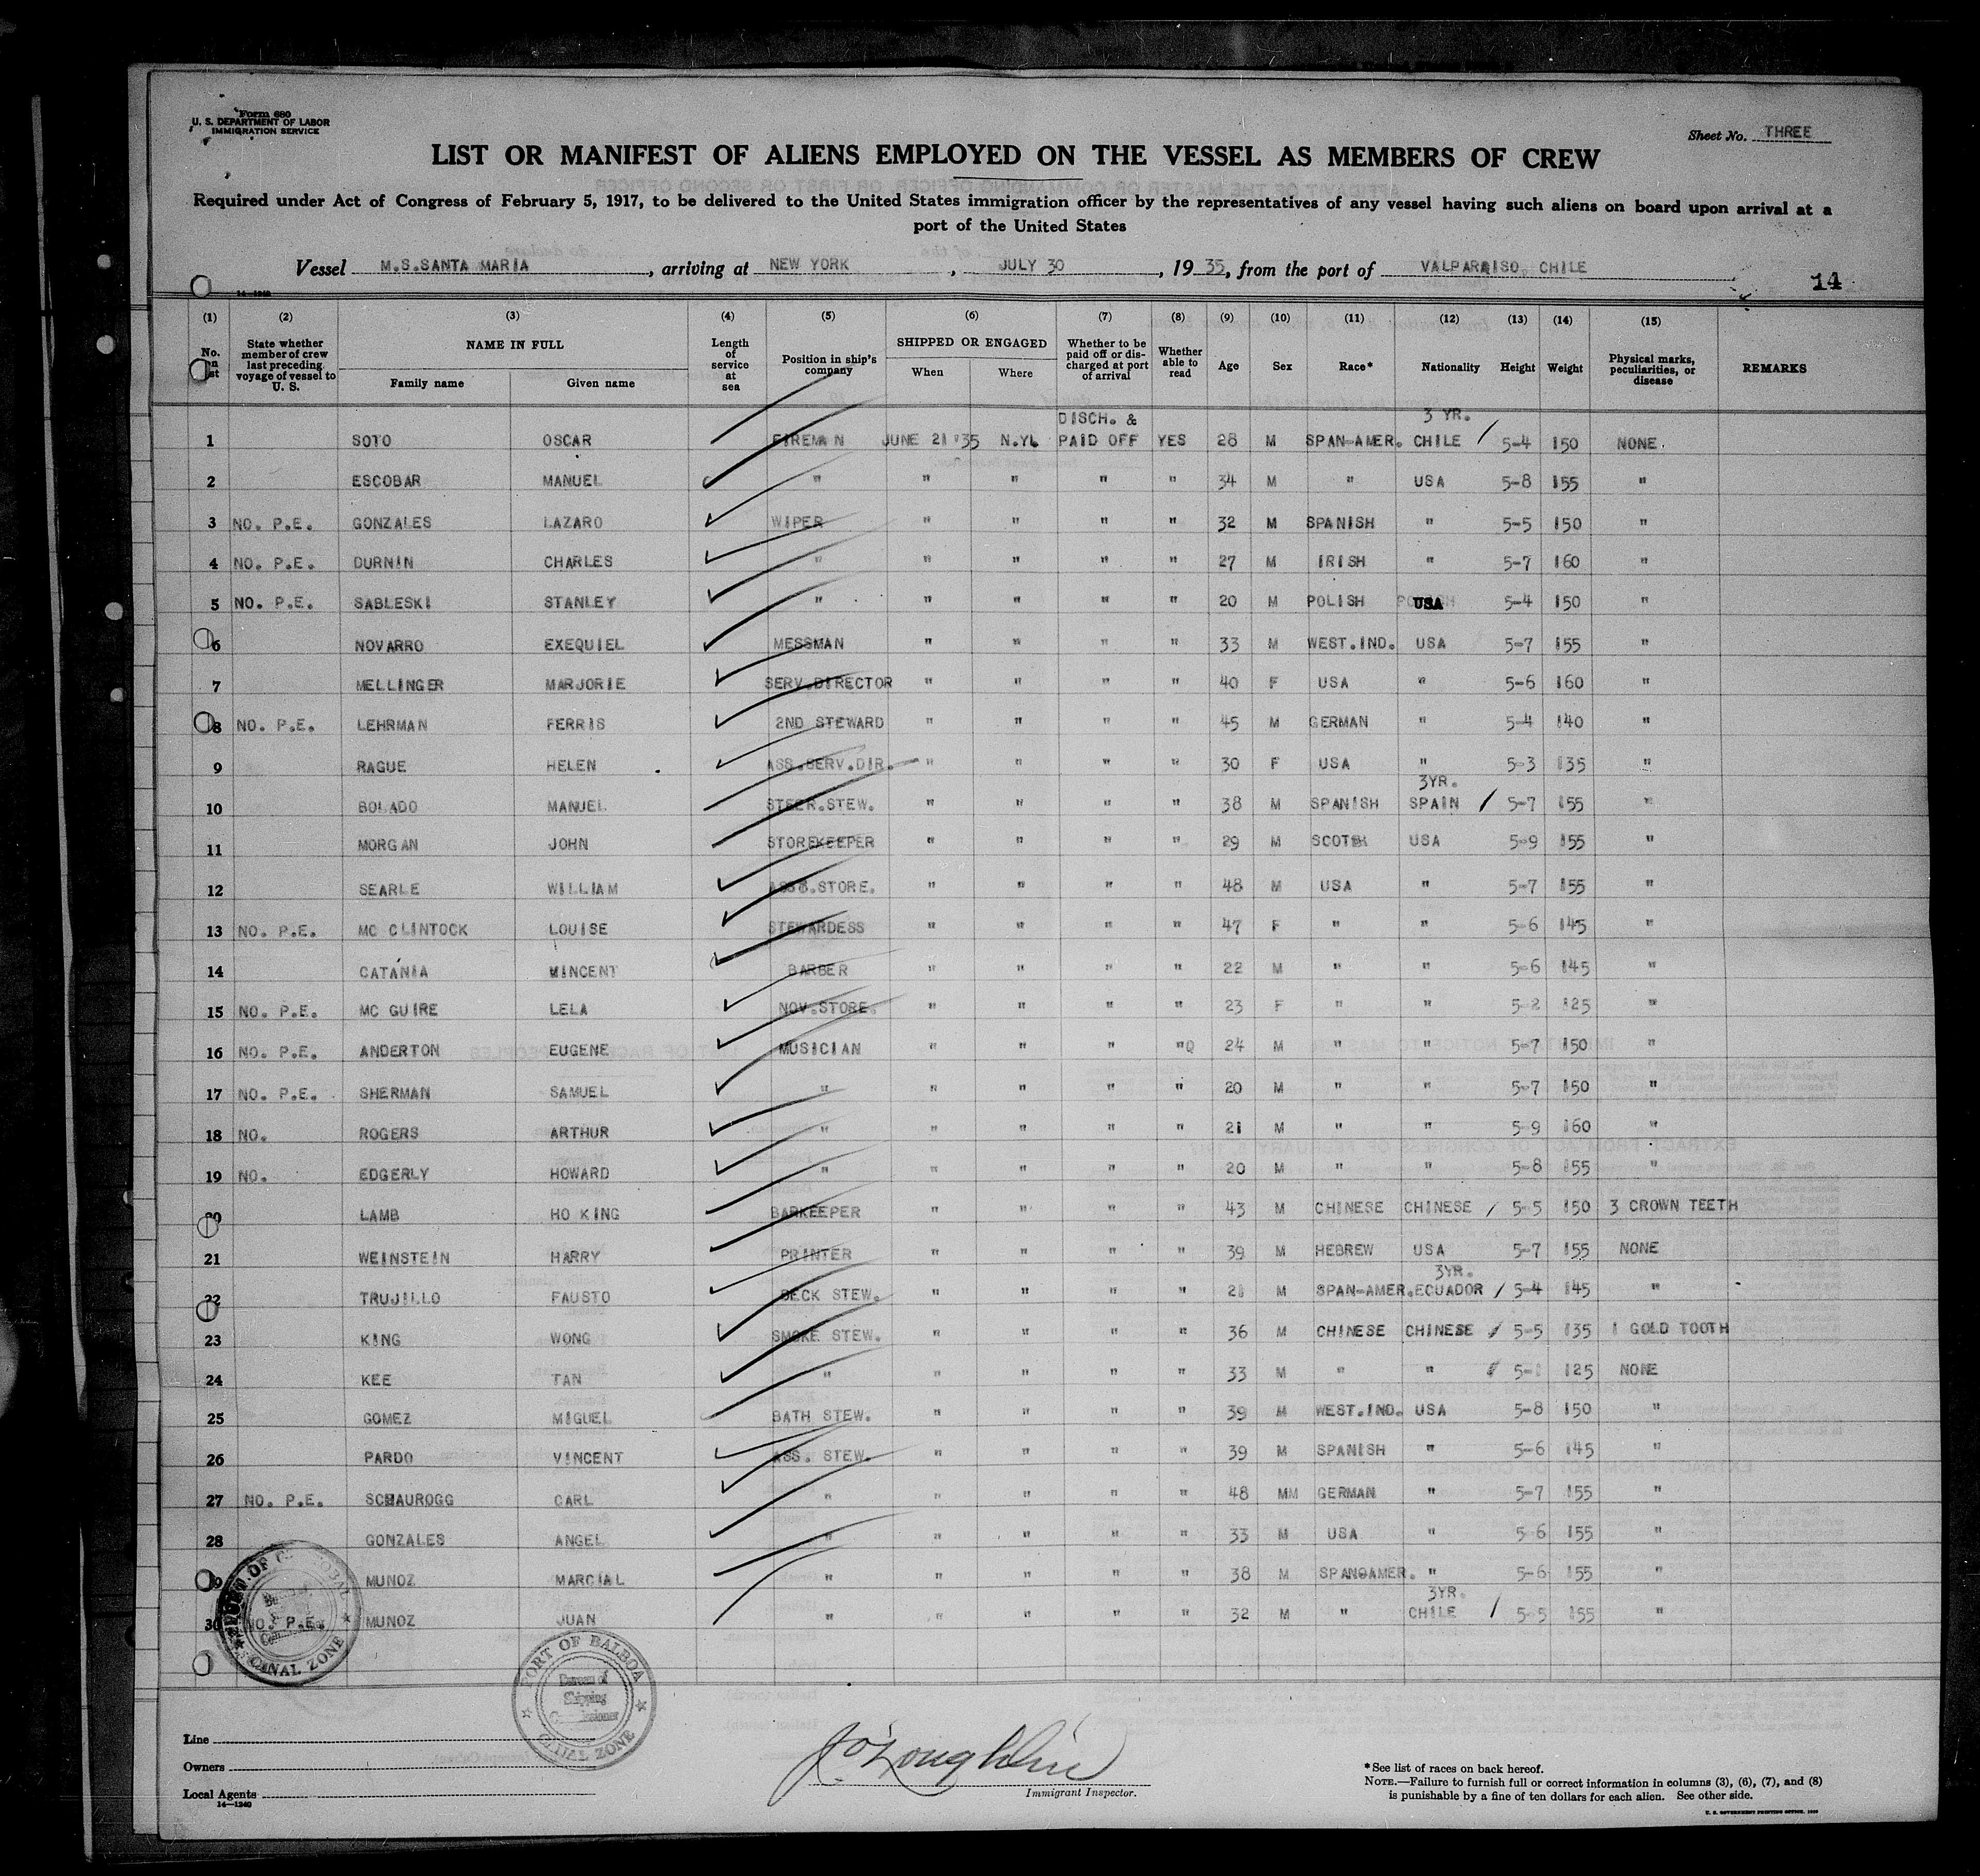 Form 680
U. S. DEPARTMENT OF LABOR
IMMIGRATION SERVICE
Sheet No. THREE
LIST OR MANIFEST OF ALIENS EMPLOYED ON THE VESSEL AS MEMBERS OF CREW
Required under Act of Congress of February 5, 1917, to be delivered to the United States immigration officer by the representatives of any vessel having such aliens on board upon arrival at a
port of the United States
Vessel M.S.SANTA MARIA, arriving at NEW YORK, JULY 30, 19 35, from the port of VALPARAISO, CHILE
14
14—1240
(1) (2) (3) (4) (5) (6) (7) (8) (9) (10) (11) (12) (13) (14) (15)
No. on list State whether member of crew last preceding voyage of vessel to U. S. NAME IN FULL Family name Given name Length of service at sea Position in ship's company SHIPPED OR ENGAGED When Where Whether to be paid off or discharged at port of arrival Whether able to read Age Sex Race* Nationality Height Weight Physical marks, peculiarities, or disease REMARKS
DISCH. & 3 YR.
1 SOTO OSCAR FIREMAN JUNE 21 '35 N.Y. PAID OFF YES 28 M SPAN-AMER. CHILE / 5-4 150 NONE.
2 ESCOBAR MANUEL " " " " " 34 M " USA 5-8 155 "
3 NO. P.E. GONZALES LAZARO WIPER " " " " 32 M SPANISH " 5-5 150 "
4 NO. P.E. DURNIN CHARLES " " " " " 27 M IRISH " 5-7 160 "
5 NO. P.E. SABLESKI STANLEY " " " " " 20 M POLISH USA 5-4 150 "
6 NOVARRO EXEQUIEL MESSMAN " " " " 33 M WEST.IND. USA 5-7 155 "
7 MELLINGER MARJORIE SERV.DIRECTOR " " " " 40 F USA " 5-6 160 "
8 NO. P.E. LEHRMAN FERRIS 2ND STEWARD " " " " 45 M GERMAN " 5-4 140 "
9 RAGUE HELEN ASS.SERV.DIR. " " " " 30 F USA " 5-3 135 "
3YR.
10 BOLADO MANUEL STEER.STEW. " " " " 38 M SPANISH SPAIN / 5-7 155 "
11 MORGAN JOHN STOREKEEPER " " " " 29 M SCOTCH USA 5-9 155 "
12 SEARLE WILLIAM ASS.STORE. " " " " 48 M USA " 5-7 155 "
13 NO. P.E. MC CLINTOCK LOUISE STEWARDESS " " " " 47 F " " 5-6 145 "
14 CATANIA VINCENT BARBER " " " " 22 M " " 5-6 145 "
15 NO. P.E. MC GUIRE LELA NOV.STORE. " " " " 23 F " " 5-2 125 "
16 NO. P.E. ANDERTON EUGENE MUSICIAN " " " " 24 M " " 5-7 150 "
17 NO. P.E. SHERMAN SAMUEL " " " " " 20 M " " 5-7 150 "
18 NO. ROGERS ARTHUR " " " " " 21 M " " 5-9 160 "
19 NO. EDGERLY HOWARD " " " " " 20 M " " 5-8 155 "
20 LAMB HO KING BARKEEPER " " " " 43 M CHINESE CHINESE / 5-5 150 3 CROWN TEETH
21 WEINSTEIN HARRY PRINTER " " " " 39 M HEBREW USA 5-7 155 NONE
3YR.
22 TRUJILLO FAUSTO DECK STEW. " " " " 21 M SPAN-AMER. ECUADOR / 5-4 145 "
23 KING WONG SMOKE STEW. " " " " 36 M CHINESE CHINESE / 5-5 135 1 GOLD TOOTH
24 KEE TAN " " " " " 33 M " " / 5-1 125 NONE
25 GOMEZ MIGUEL BATH STEW. " " " " 39 M WEST.IND. USA 5-8 150 "
26 PARDO VINCENT ASS. STEW. " " " " 39 M SPANISH " 5-6 145 "
27 NO. P.E. SCHAUROGG CARL " " " " " 48 MM GERMAN " 5-7 155 "
28 GONZALES ANGEL " " " " " 33 M USA " 5-6 155 "
29 MUNOZ MARCIAL " " " " " 38 M SPANOAMER. " 5-6 155 "
3YR.
30 NO. P.E. MUNOZ JUAN " " " " " 32 M " CHILE / 5-5 155 "
PORT OF CRISTOBAL
CANAL ZONE
PORT OF BALBOA
Bureau of
Shipping
Commissioner
CANAL ZONE
Line
Owners
Local Agents
14—1240
J. O'Loughlin
Immigrant Inspector.
*See list of races on back hereof.
NOTE.—Failure to furnish full or correct information in columns (3), (6), (7), and (8)
is punishable by a fine of ten dollars for each alien. See other side.
U. S. GOVERNMENT PRINTING OFFICE